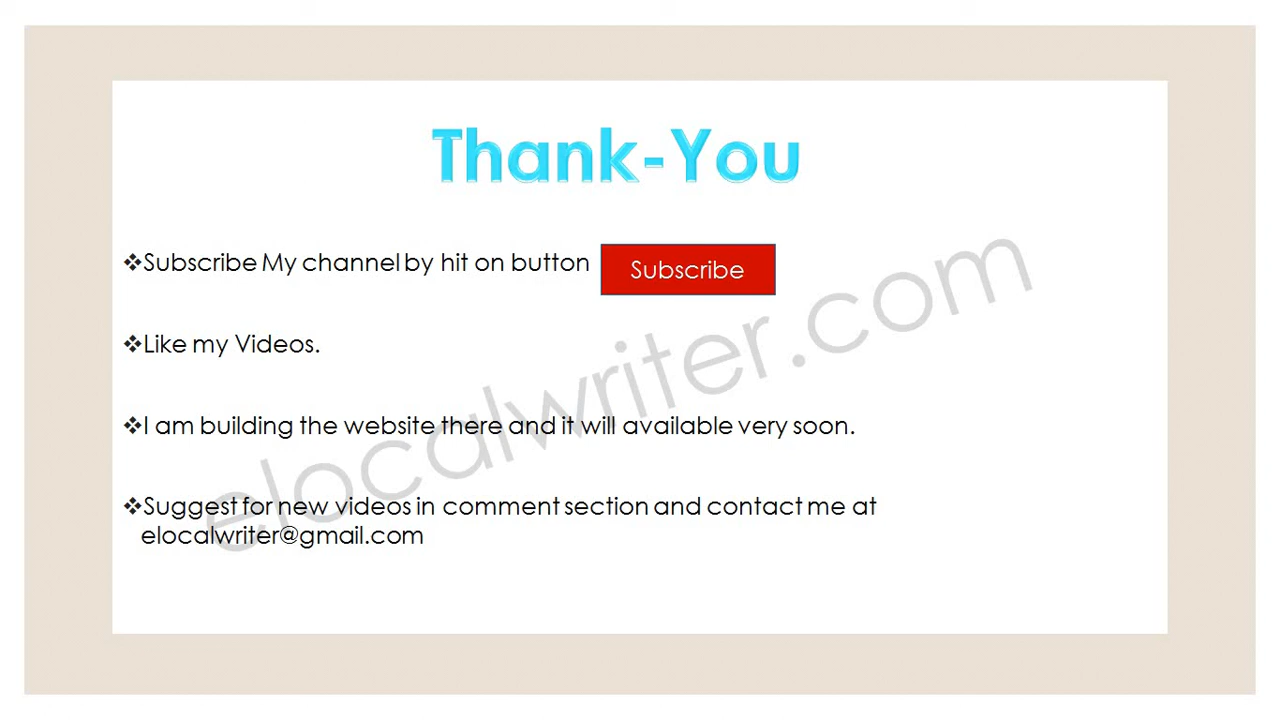 Thank-You
❖Subscribe My channel by hit on button Subscribe
❖Like my Videos.
❖I am building the website there and it will available very soon.
❖Suggest for new videos in comment section and contact me at
elocalwriter@gmail.com
elocalwriter.com